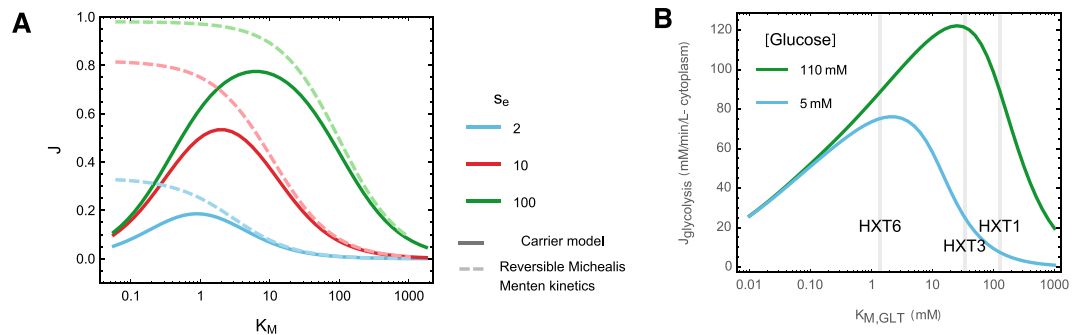 A
1.0
0.8
0.6
0.4
0.2
0.0
J
0.1
1
10
100
1000
K_M
s_e
2
10
100
Carrier model
Reversible Michealis
Menten kinetics
B
120
100
80
60
40
20
0
J_glycolysis (mM/min/L- cytoplasm)
[Glucose]
110 mM
5 mM
HXT6
HXT3
HXT1
0.01
0.10
1
10
100
1000
K_M,GLT (mM)